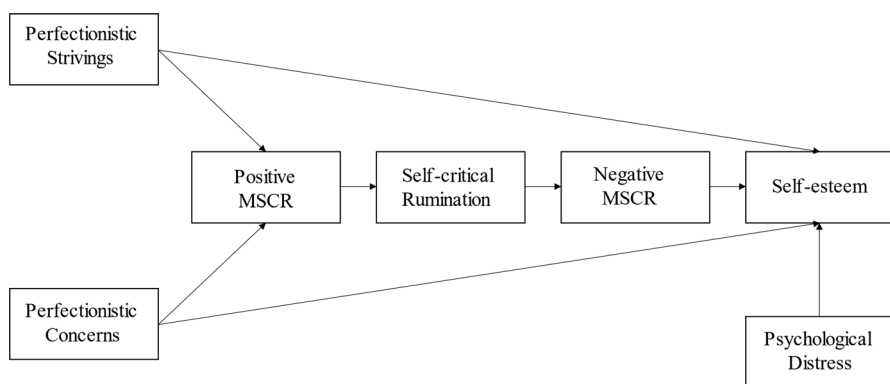 Perfectionistic
Strivings
Positive
MSCR
Self-critical
Rumination
Negative
MSCR
Self-esteem
Perfectionistic
Concerns
Psychological
Distress